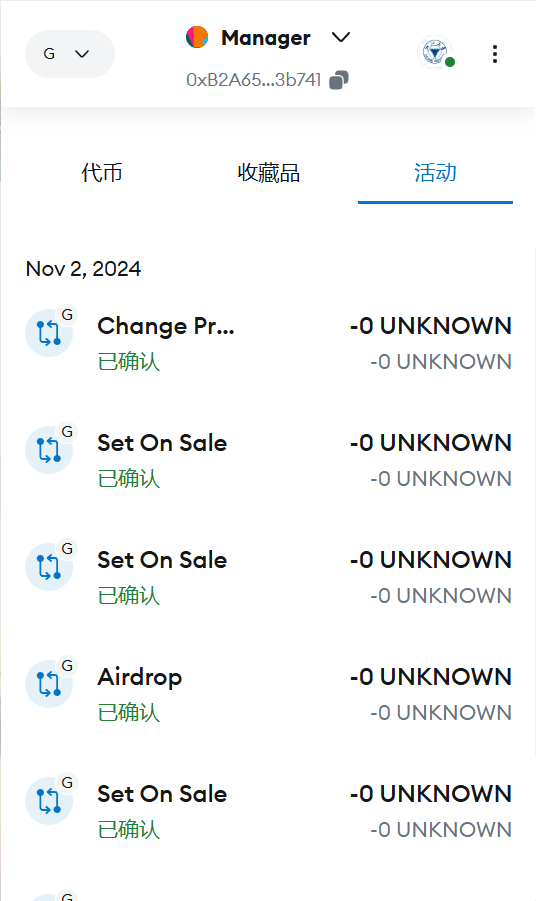 G
Manager
0xB2A65...3b741
代币
收藏品
活动
Nov 2, 2024
G
Change Pr...
-0 UNKNOWN
已确认
-0 UNKNOWN
G
Set On Sale
-0 UNKNOWN
已确认
-0 UNKNOWN
G
Set On Sale
-0 UNKNOWN
已确认
-0 UNKNOWN
G
Airdrop
-0 UNKNOWN
已确认
-0 UNKNOWN
G
Set On Sale
-0 UNKNOWN
已确认
-0 UNKNOWN
G